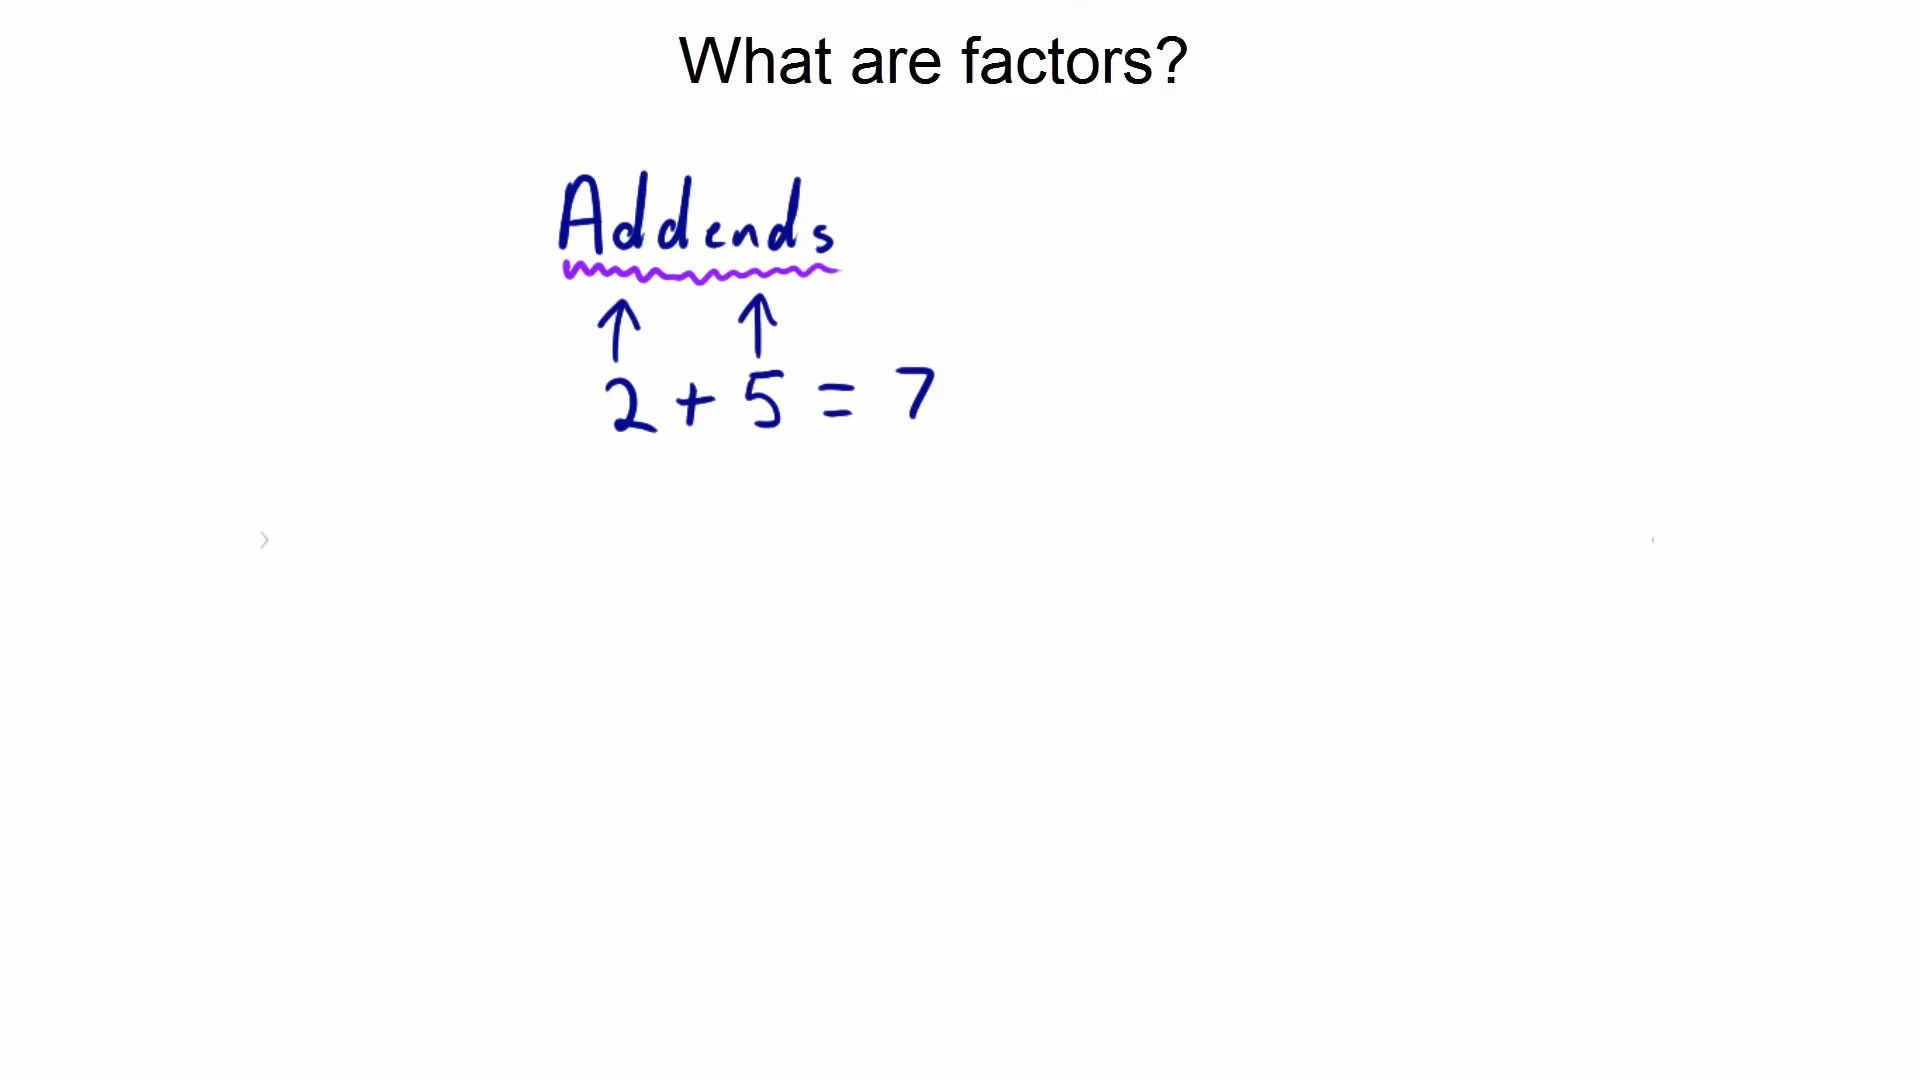 What are factors?
Addends
↑ ↑
2 + 5 = 7